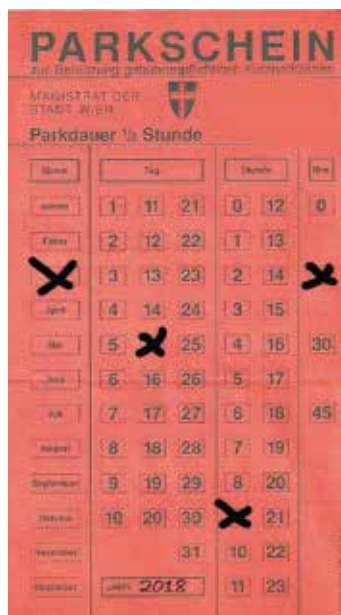 PARKSCHEIN
zur Benützung gebührenpflichtiger Kurzparkzonen
MAGISTRAT DER
STADT WIEN
Parkdauer ½ Stunde
Monat Tag Stunde Min
Jänner 1 11 21 0 12 0
Feber 2 12 22 1 13
3 13 23 2 14
April 4 14 24 3 15
Mai 5 25 4 16 30
Juni 6 16 26 5 17
Juli 7 17 27 6 18 45
August 8 18 28 7 19
September 9 19 29 8 20
Oktober 10 20 30 21
November 31 10 22
Dezember JAHR 2018 11 23